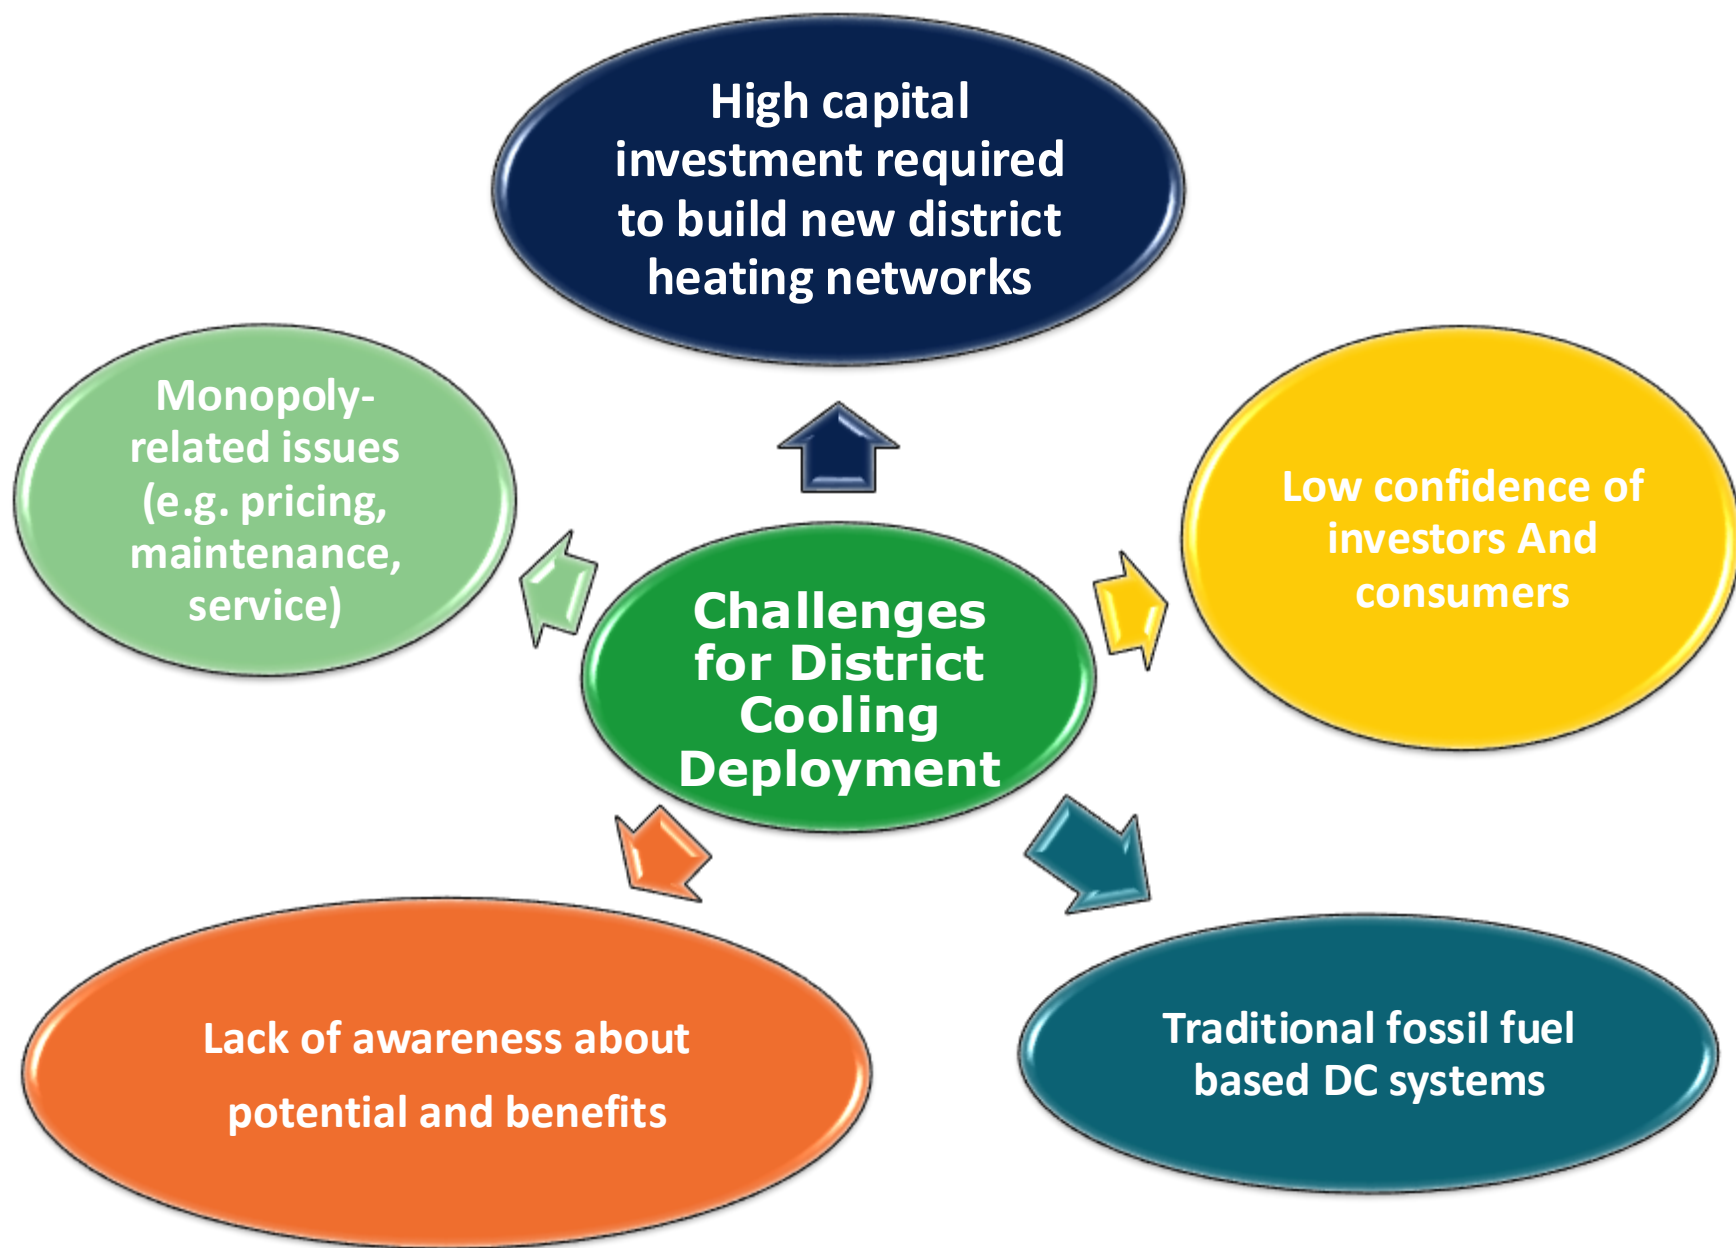 High capital
investment required
to build new district
heating networks
Monopoly-
related issues
(e.g. pricing,
maintenance,
service)
Low confidence of
investors And
consumers
Challenges
for District
Cooling
Deployment
Lack of awareness about
potential and benefits
Traditional fossil fuel
based DC systems